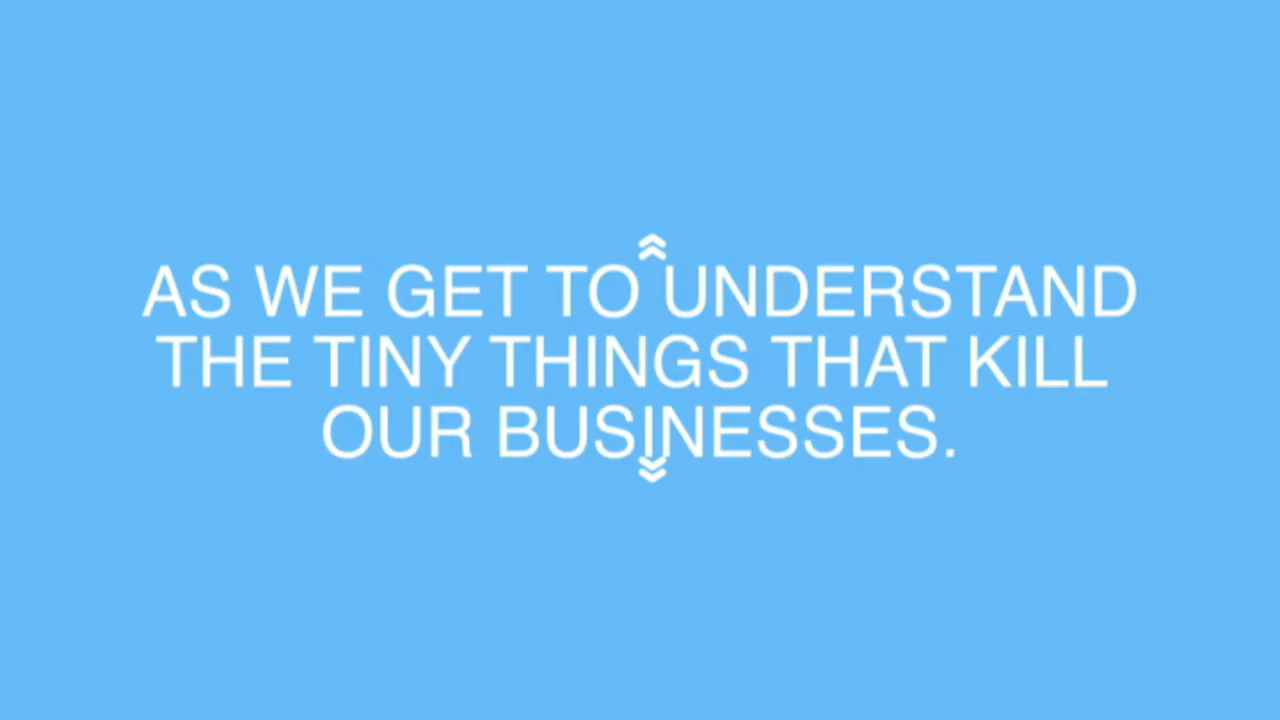 AS WE GET TO UNDERSTAND
THE TINY THINGS THAT KILL
OUR BUSINESSES.